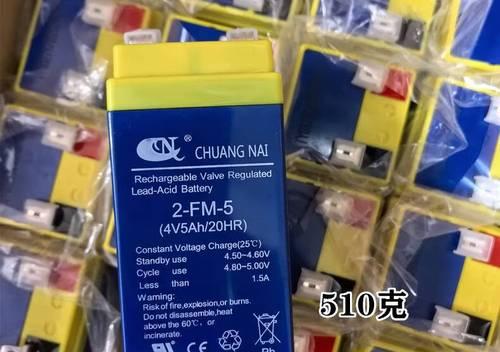 CN®
CHUANG NAI
Rechargeable Valve Regulated
Lead-Acid Battery
2-FM-5
(4V5Ah/20HR)
Constant Voltage Charge(25℃)
Standby use 4.50~4.60V
Cycle use 4.80~5.00V
1.5A
Warning:
Risk of fire,explosion,or burns.
Do not disassemble,heat
above the 60℃, or
incinerate.
Pb
510克